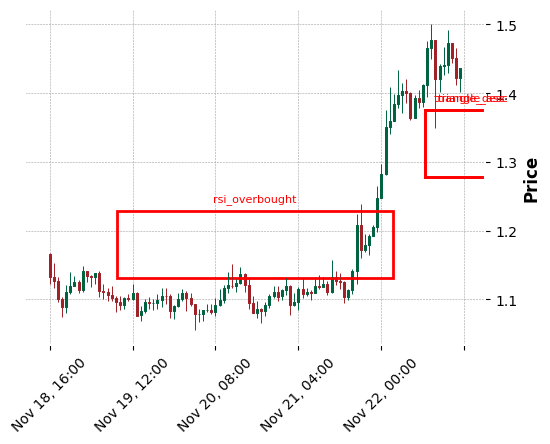 1.5
1.4
1.3
1.2
1.1
Price
rsi_overbought
Nov 18, 16:00
Nov 19, 12:00
Nov 20, 08:00
Nov 21, 04:00
Nov 22, 00:00